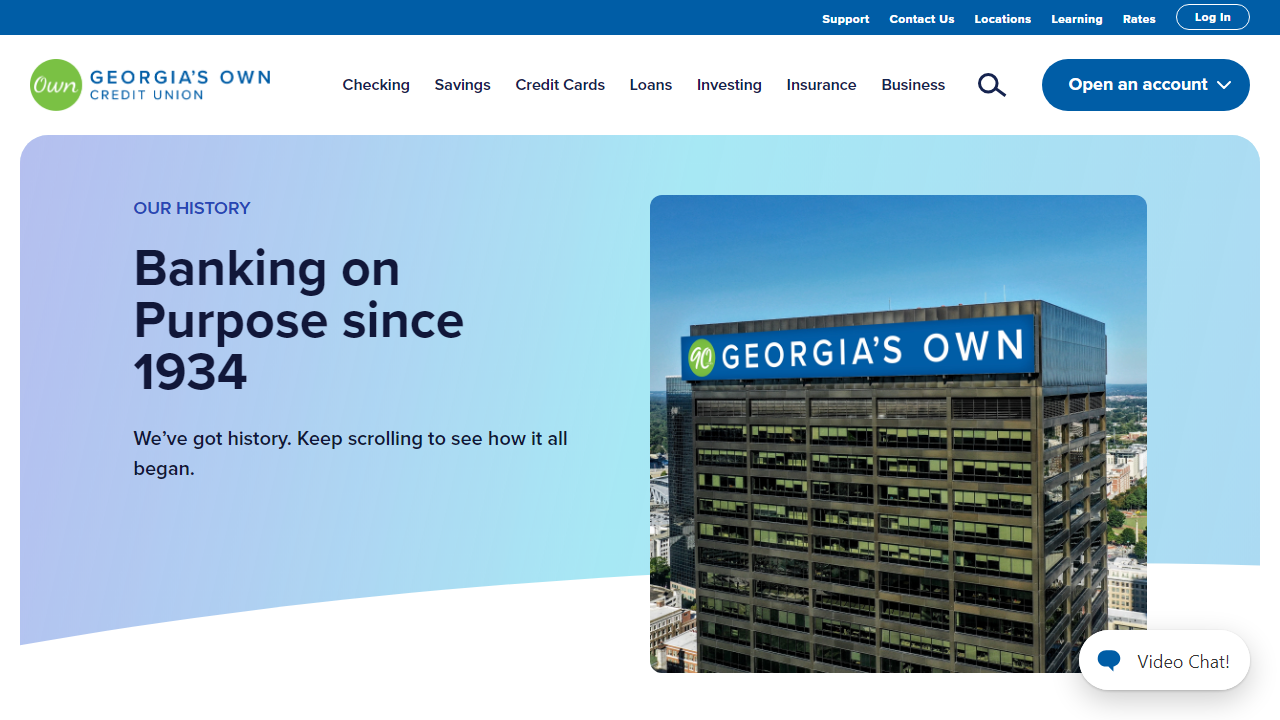 Support Contact Us Locations Learning Rates Log In
Own GEORGIA'S OWN
CREDIT UNION
Checking Savings Credit Cards Loans Investing Insurance Business Open an account
OUR HISTORY
Banking on
Purpose since
1934
We’ve got history. Keep scrolling to see how it all
began.
90 GEORGIA'S OWN
Video Chat!